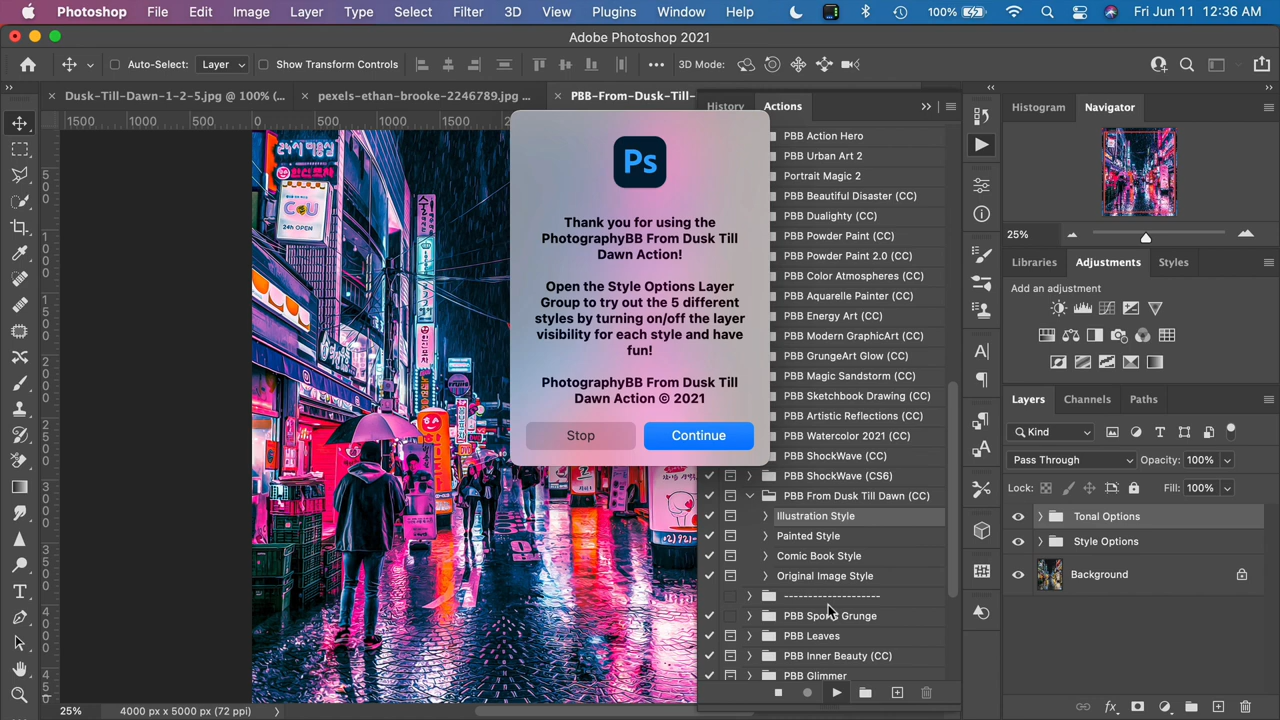 Photoshop File Edit Image Layer Type Select Filter 3D View Plugins Window Help 100% Fri Jun 11 12:36 AM
Adobe Photoshop 2021
Auto-Select: Layer Show Transform Controls 3D Mode:
Dusk-Till-Dawn-1-2-5.jpg @ 100% (... pexels-ethan-brooke-2246789.jpg ... PBB-From-Dusk-Till-
1500 1000 500 0 500 1000 1500
History Actions
Histogram Navigator
Ps
Thank you for using the
PhotographyBB From Dusk Till
Dawn Action!
Open the Style Options Layer
Group to try out the 5 different
styles by turning on/off the layer
visibility for each style and have
fun!
PhotographyBB From Dusk Till
Dawn Action © 2021
Stop Continue
PBB Action Hero
PBB Urban Art 2
Portrait Magic 2
PBB Beautiful Disaster (CC)
PBB Dualighty (CC)
PBB Powder Paint (CC)
PBB Powder Paint 2.0 (CC)
PBB Color Atmospheres (CC)
PBB Aquarelle Painter (CC)
PBB Energy Art (CC)
PBB Modern GraphicArt (CC)
PBB GrungeArt Glow (CC)
PBB Magic Sandstorm (CC)
PBB Sketchbook Drawing (CC)
PBB Artistic Reflections (CC)
PBB Watercolor 2021 (CC)
PBB ShockWave (CC)
PBB ShockWave (CS6)
PBB From Dusk Till Dawn (CC)
Illustration Style
Painted Style
Comic Book Style
Original Image Style
---------------------
PBB Sports Grunge
PBB Leaves
PBB Inner Beauty (CC)
PBB Glimmer
25%
Libraries Adjustments Styles
Add an adjustment
Layers Channels Paths
Kind
Pass Through Opacity: 100%
Lock: Fill: 100%
Tonal Options
Style Options
Background
24h OPEN
25% 4000 px x 5000 px (72 ppi)